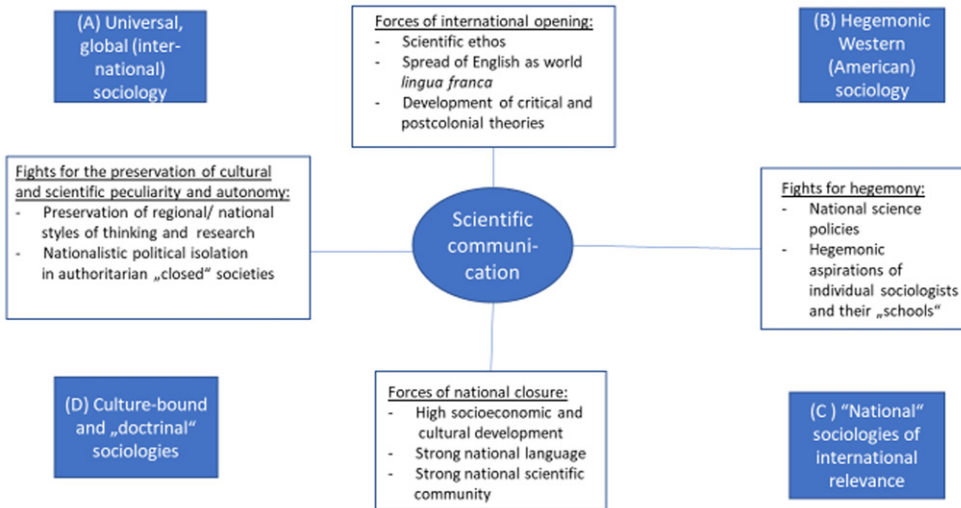 (A) Universal,
global (inter-
national)
sociology
Forces of international opening:
- Scientific ethos
- Spread of English as world
lingua franca
- Development of critical and
postcolonial theories
(B) Hegemonic
Western
(American)
sociology
Fights for the preservation of cultural
and scientific peculiarity and autonomy:
- Preservation of regional/ national
styles of thinking and research
- Nationalistic political isolation
in authoritarian „closed“ societies
Scientific
communi-
cation
Fights for hegemony:
- National science
policies
- Hegemonic
aspirations of
individual sociologists
and their „schools“
(D) Culture-bound
and „doctrinal“
sociologies
Forces of national closure:
- High socioeconomic and
cultural development
- Strong national language
- Strong national scientific
community
(C ) “National“
sociologies of
international
relevance